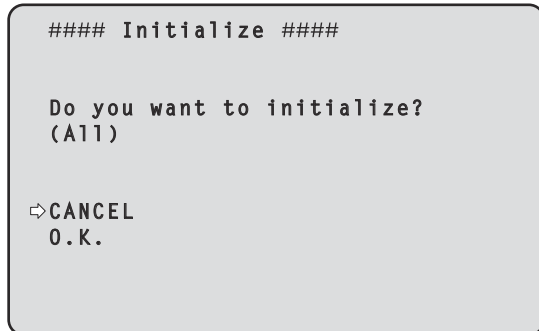 #### Initialize ####
Do you want to initialize?
(All)
⇨CANCEL
O.K.